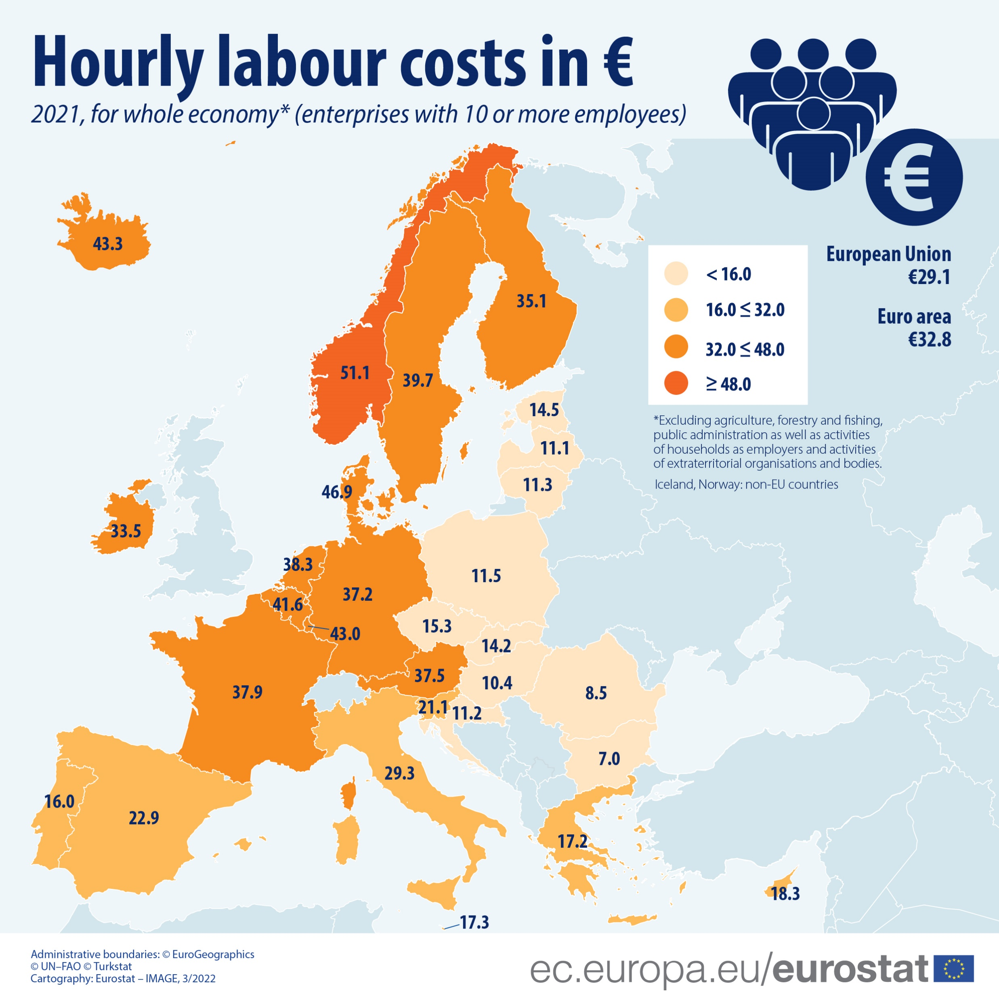 Hourly labour costs in €
2021, for whole economy* (enterprises with 10 or more employees)
€
European Union
€29.1
Euro area
€32.8
< 16.0
16.0 ≤ 32.0
32.0 ≤ 48.0
≥ 48.0
*Excluding agriculture, forestry and fishing,
public administration as well as activities
of households as employers and activities
of extraterritorial organisations and bodies.
Iceland, Norway: non-EU countries
43.3
35.1
51.1
39.7
14.5
11.1
11.3
46.9
33.5
38.3
11.5
37.2
41.6
15.3
43.0
14.2
37.5
10.4
37.9
8.5
21.1
11.2
7.0
29.3
16.0
22.9
17.2
18.3
17.3
Administrative boundaries: © EuroGeographics
© UN–FAO © Turkstat
Cartography: Eurostat – IMAGE, 3/2022
ec.europa.eu/eurostat